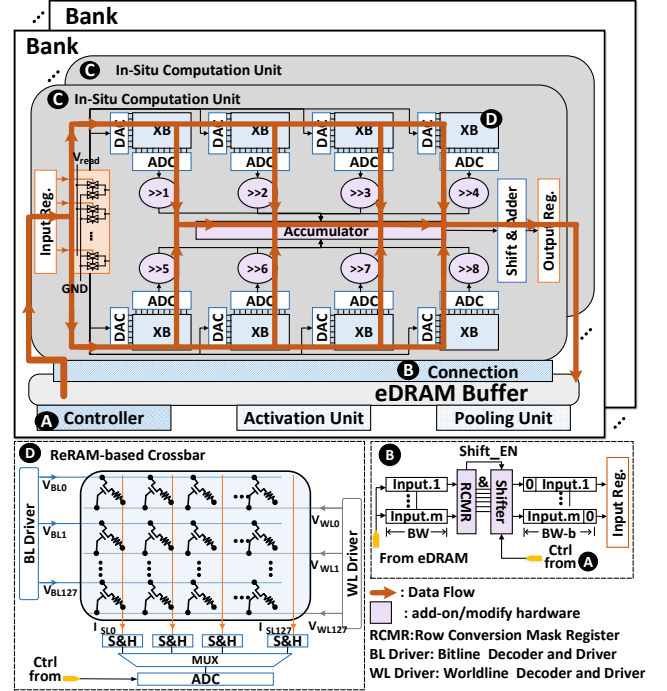 Bank
Bank
C In-Situ Computation Unit
C In-Situ Computation Unit
DAC XB DAC XB DAC XB DAC XB D
ADC ADC ADC ADC
Vread
>>1 >>2 >>3 >>4
Input Reg.
Accumulator
Shift & Adder
Output Reg.
>>5 >>6 >>7 >>8
GND
ADC ADC ADC ADC
DAC XB DAC XB DAC XB DAC XB
B Connection
eDRAM Buffer
A Controller Activation Unit Pooling Unit
D ReRAM-based Crossbar
BL Driver
VBL0
VWL0
VBL1
VWL1
VBL127
VWL127
WL Driver
ISL0 ISL127
S&H S&H S&H S&H
MUX
Ctrl from
ADC
B
Shift_EN
Input.1 RCMR & Shifter 0 Input.1
Input.m Input.m 0
Input Reg.
BW BW-b
From eDRAM
Ctrl from A
: Data Flow
: add-on/modify hardware
RCMR:Row Conversion Mask Register
BL Driver: Bitline Decoder and Driver
WL Driver: Worldline Decoder and Driver